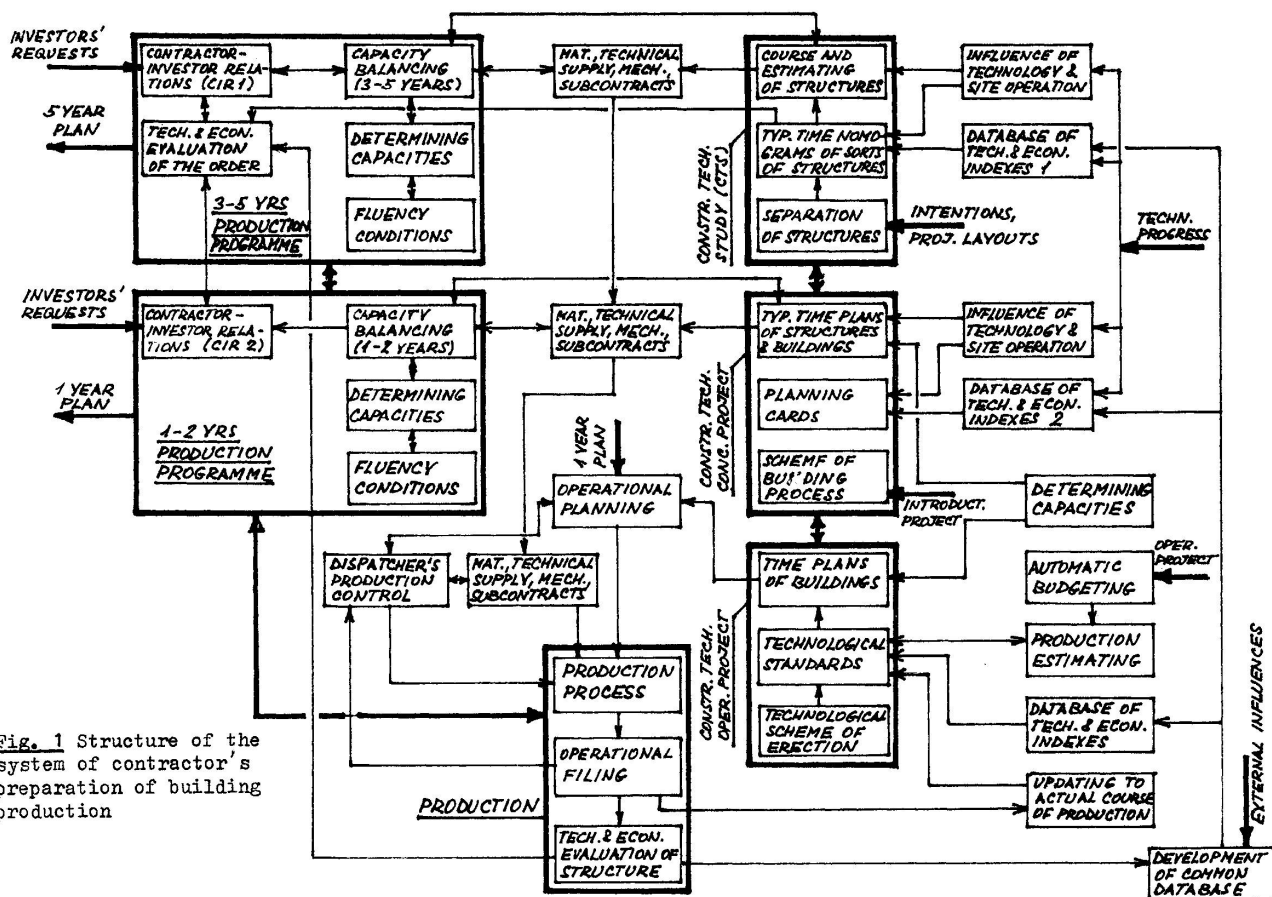 INVESTORS'
REQUESTS
CONTRACTOR-
INVESTOR RELA-
TIONS (CIR 1)
CAPACITY
BALANCING
(3-5 YEARS)
MAT., TECHNICAL
SUPPLY, MECH.,
SUBCONTRACTS
COURSE AND
ESTIMATING
OF STRUCTURES
INFLUENCE OF
TECHNOLOGY &
SITE OPERATION
5 YEAR
PLAN
TECH. & ECON.
EVALUATION
OF THE ORDER
DETERMINING
CAPACITIES
TYP. TIME NOMO-
GRAMS OF SORTS
OF STRUCTURES
DATABASE OF
TECH. & ECON.
INDEXES 1
3-5 YRS
PRODUCTION
PROGRAMME
FLUENCY
CONDITIONS
CONSTR. TECH.
STUDY (CTS)
SEPARATION
OF STRUCTURES
INTENTIONS,
PROJ. LAYOUTS
TECHN.
PROGRESS
INVESTORS'
REQUESTS
CONTRACTOR-
INVESTOR RELA-
TIONS (CIR 2)
CAPACITY
BALANCING
(1-2 YEARS)
MAT., TECHNICAL
SUPPLY, MECH.,
SUBCONTRACTS
TYP. TIME PLANS
OF STRUCTURES
& BUILDINGS
INFLUENCE OF
TECHNOLOGY &
SITE OPERATION
1 YEAR
PLAN
DETERMINING
CAPACITIES
PLANNING
CARDS
DATABASE OF
TECH. & ECON.
INDEXES 2
1-2 YRS
PRODUCTION
PROGRAMME
FLUENCY
CONDITIONS
1 YEAR
PLAN
OPERATIONAL
PLANNING
CONSTR. TECH.
CONC. PROJECT
SCHEMF OF
BUI'DING
PROCESS
INTRODUCT.
PROJECT
DETERMINING
CAPACITIES
DISPATCHER'S
PRODUCTION
CONTROL
MAT., TECHNICAL
SUPPLY, MECH.,
SUBCONTRACTS
TIME PLANS
OF BUILDINGS
OPER.
PROJECT
AUTOMATIC
BUDGETING
CONSTR. TECH.
OPER. PROJECT
TECHNOLOGICAL
STANDARDS
PRODUCTION
ESTIMATING
PRODUCTION
PROCESS
TECHNOLOGICAL
SCHEME OF
ERECTION
DATABASE OF
TECH. & ECON.
INDEXES
EXTERNAL INFLUENCES
Fig. 1 Structure of the
system of contractor's
preparation of building
production
OPERATIONAL
FILING
PRODUCTION
UPDATING TO
ACTUAL COURSE
OF PRODUCTION
TECH. & ECON.
EVALUATION OF
STRUCTURE
DEVELOPMENT
OF COMMON
DATABASE